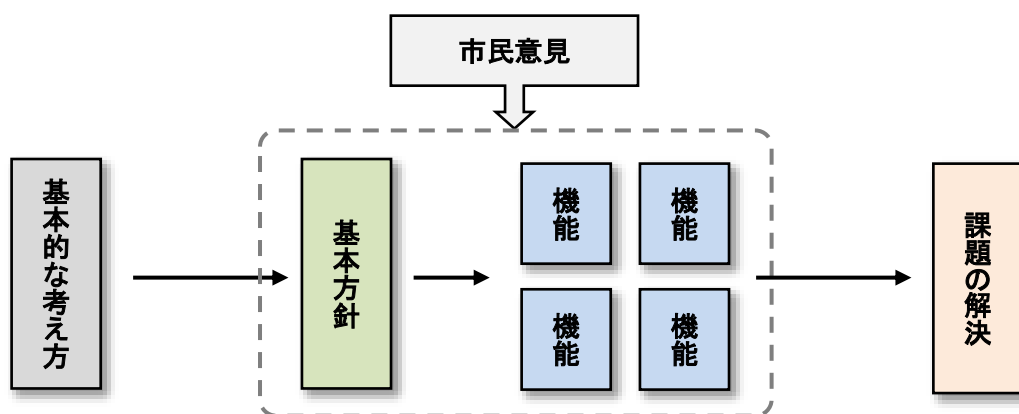 市民意見
基本的な考え方
基本方針
機能
機能
機能
機能
課題の解決